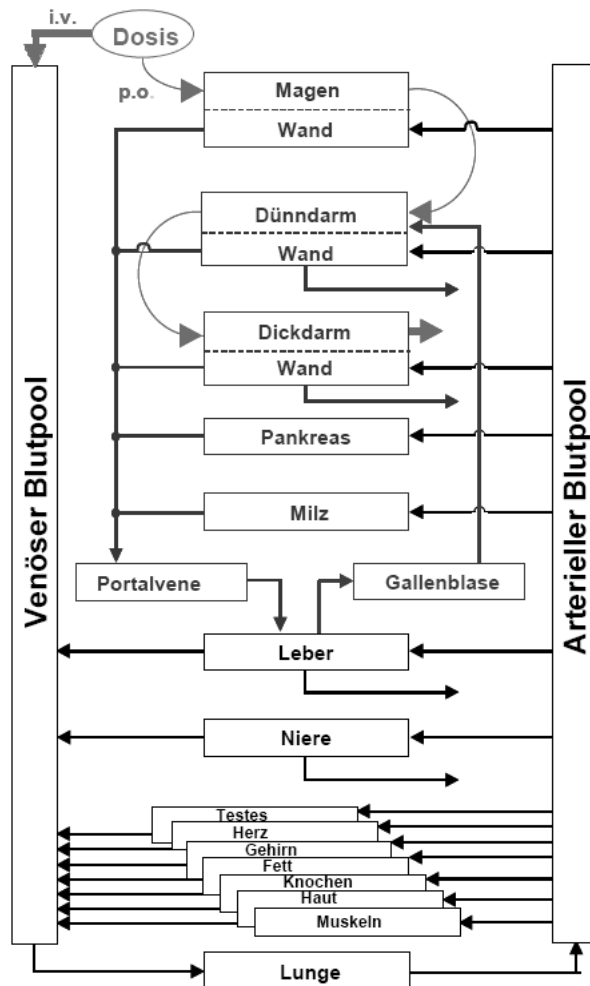 i.v.
Dosis
p.o.
Magen
Wand
Dünndarm
Wand
Dickdarm
Wand
Pankreas
Milz
Portalvene
Gallenblase
Leber
Niere
Testes
Herz
Gehirn
Fett
Knochen
Haut
Muskeln
Lunge
Venöser Blutpool
Arterieller Blutpool